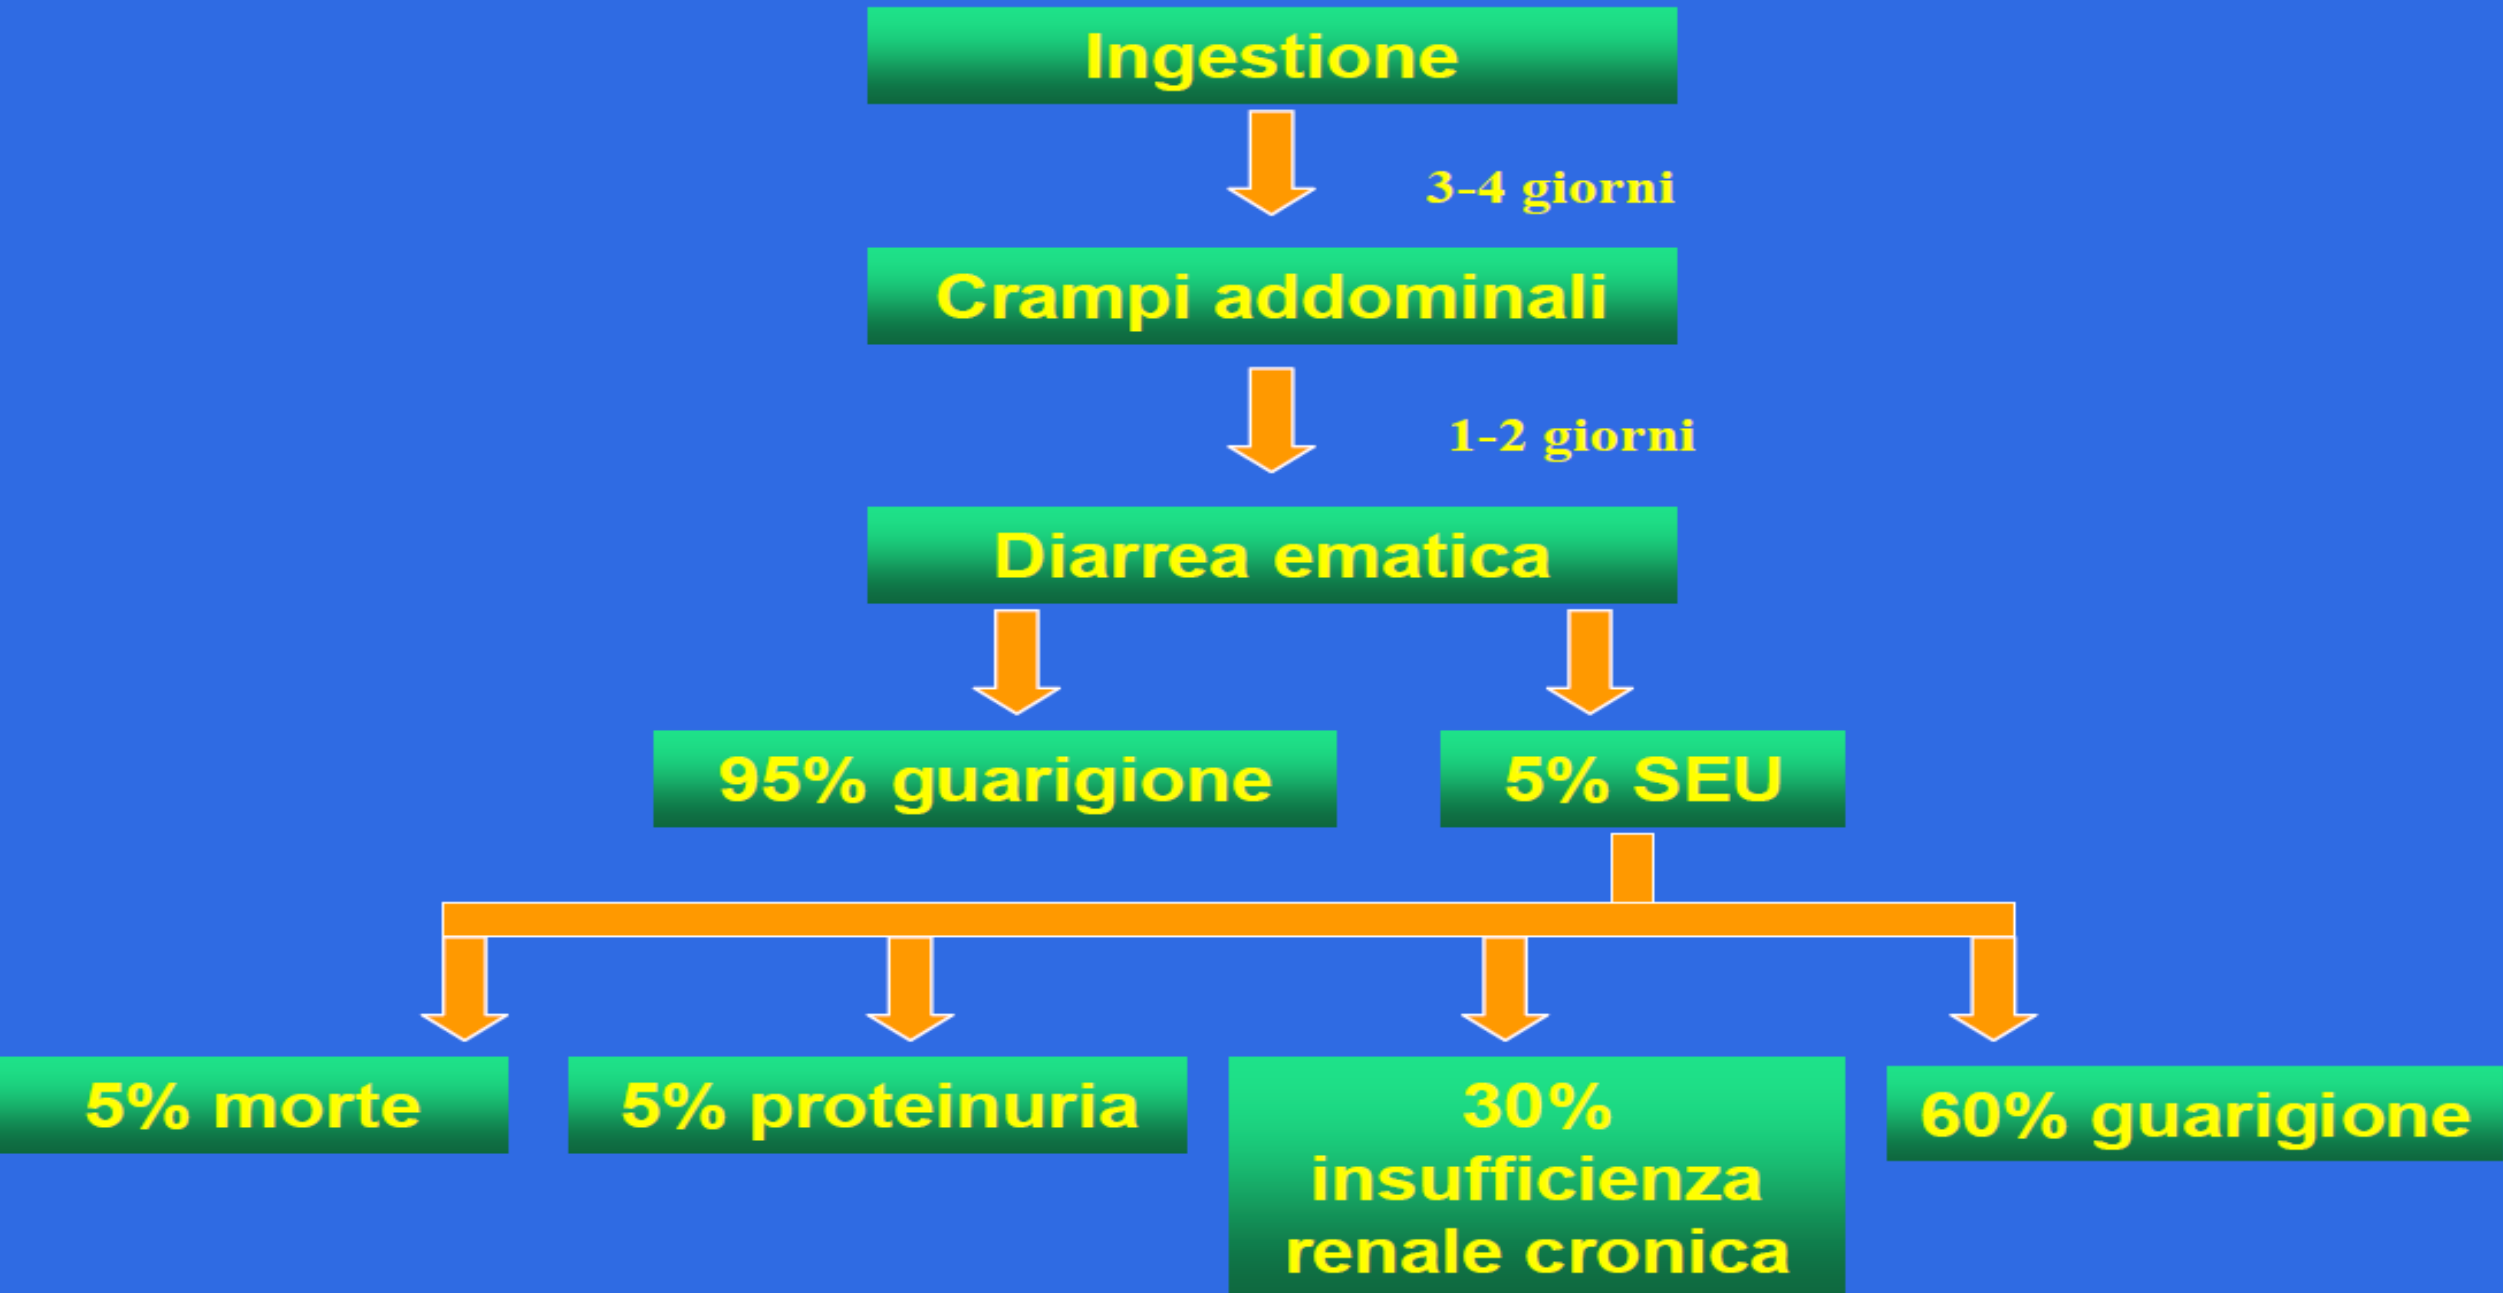 Ingestione
3-4 giorni
Crampi addominali
1-2 giorni
Diarrea ematica
95% guarigione
5% SEU
5% morte
5% proteinuria
30%
insufficienza
renale cronica
60% guarigione